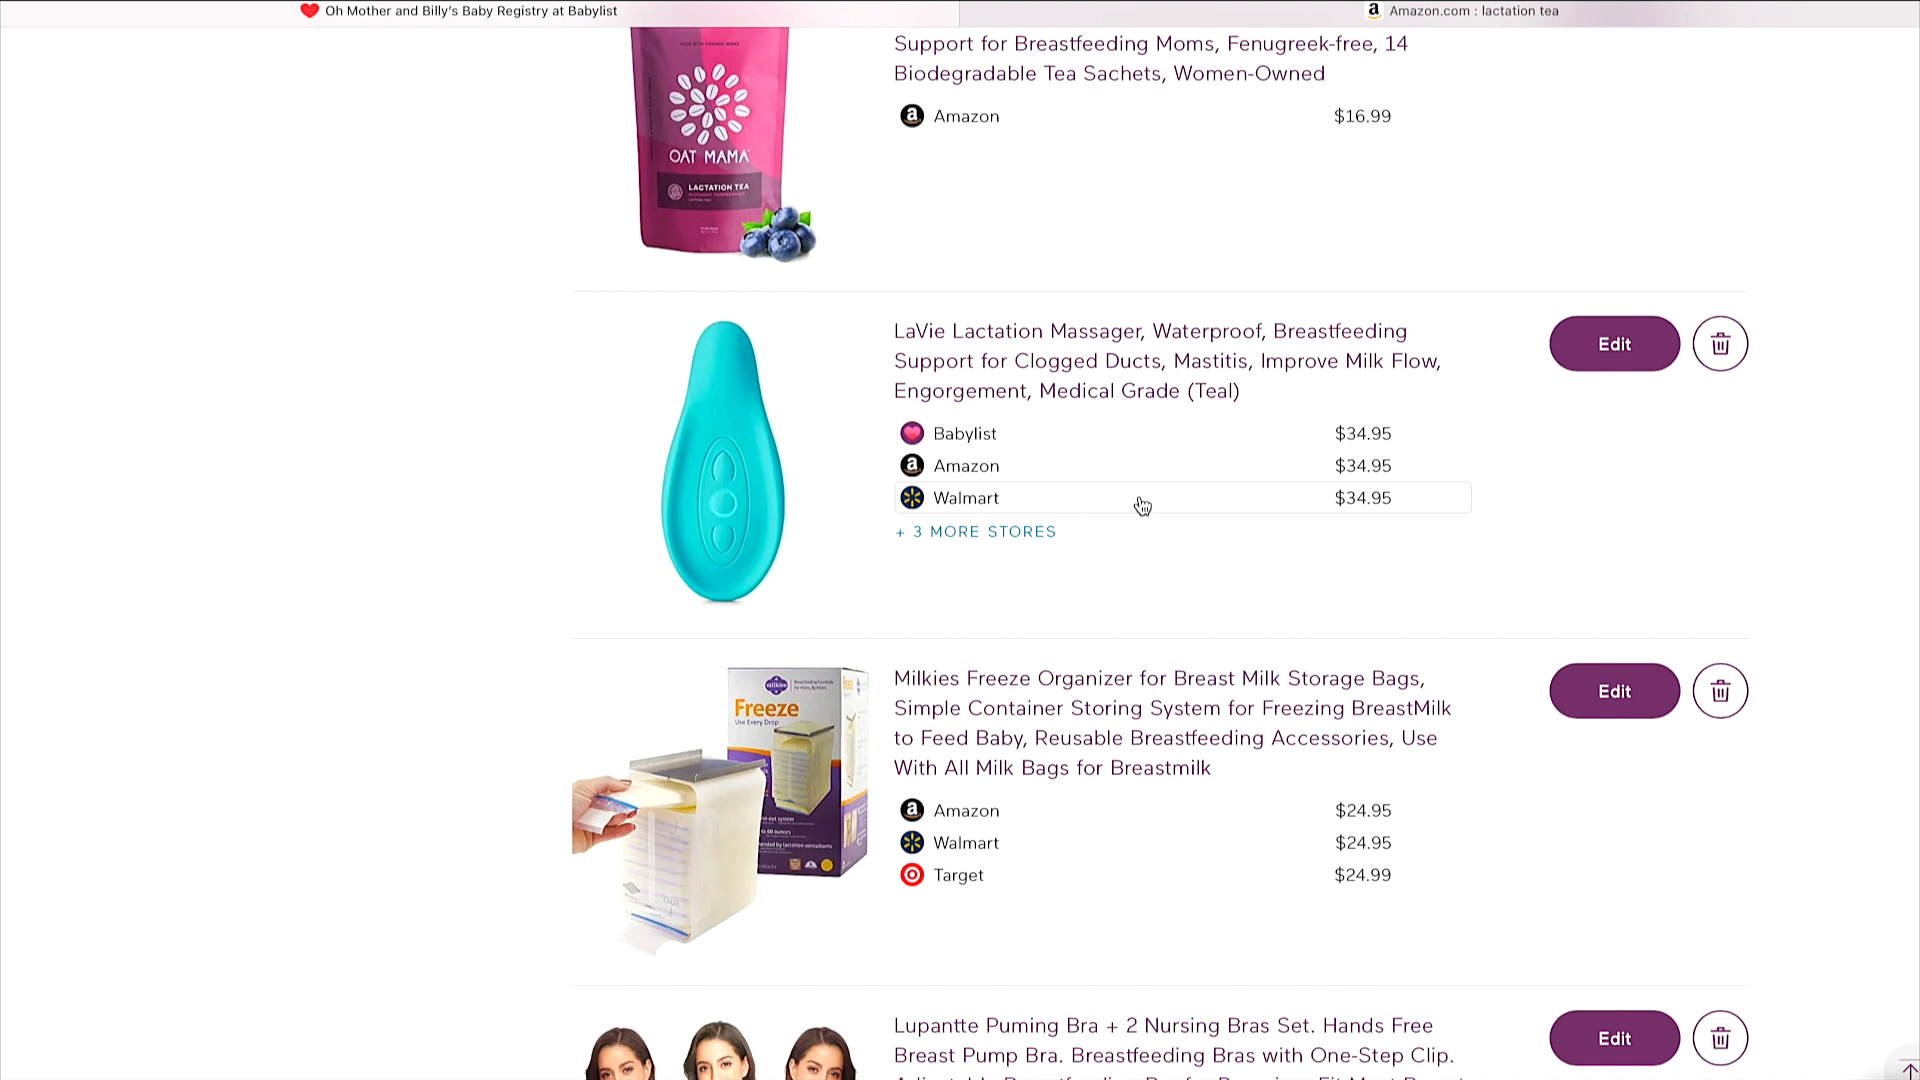 Oh Mother and Billy's Baby Registry at Babylist
Amazon.com : lactation tea
Support for Breastfeeding Moms, Fenugreek-free, 14
Biodegradable Tea Sachets, Women-Owned
Amazon $16.99
OAT MAMA
LACTATION TEA
LaVie Lactation Massager, Waterproof, Breastfeeding
Support for Clogged Ducts, Mastitis, Improve Milk Flow,
Engorgement, Medical Grade (Teal)
Edit
Babylist $34.95
Amazon $34.95
Walmart $34.95
+ 3 MORE STORES
milkies
Freeze
Use Every Drop
Milkies Freeze Organizer for Breast Milk Storage Bags,
Simple Container Storing System for Freezing BreastMilk
to Feed Baby, Reusable Breastfeeding Accessories, Use
With All Milk Bags for Breastmilk
Edit
Amazon $24.95
Walmart $24.95
Target $24.99
Lupantte Puming Bra + 2 Nursing Bras Set. Hands Free
Breast Pump Bra. Breastfeeding Bras with One-Step Clip.
Edit